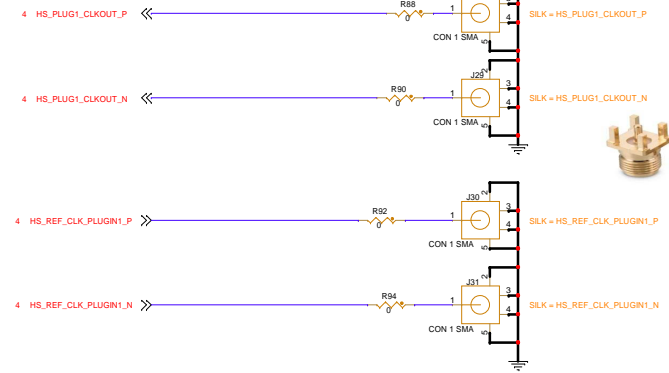 R88
4 HS_PLUG1_CLKOUT_P
0
1
4
SILK = HS_PLUG1_CLKOUT_P
5
CON 1 SMA
J29
2
R90
3
4 HS_PLUG1_CLKOUT_N
0
1
4
SILK = HS_PLUG1_CLKOUT_N
CON 1 SMA
5
J30
2
R92
3
4 HS_REF_CLK_PLUGIN1_P
0
1
4
SILK = HS_REF_CLK_PLUGIN1_P
CON 1 SMA
5
J31
2
R94
3
4 HS_REF_CLK_PLUGIN1_N
0
1
4
SILK = HS_REF_CLK_PLUGIN1_N
CON 1 SMA
5